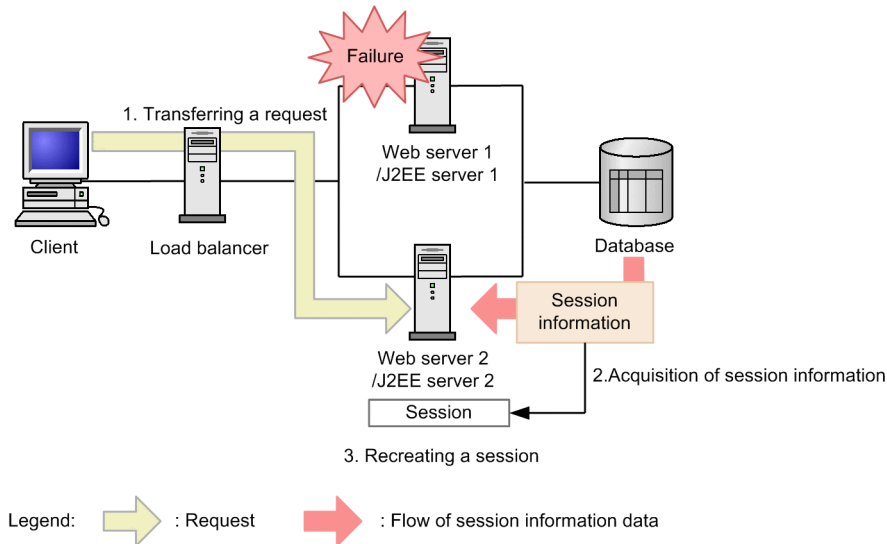 Failure
1. Transferring a request
Web server 1
/J2EE server 1
Client
Load balancer
Database
Session
information
Web server 2
/J2EE server 2
2.Acquisition of session information
Session
3. Recreating a session
Legend:
: Request
: Flow of session information data